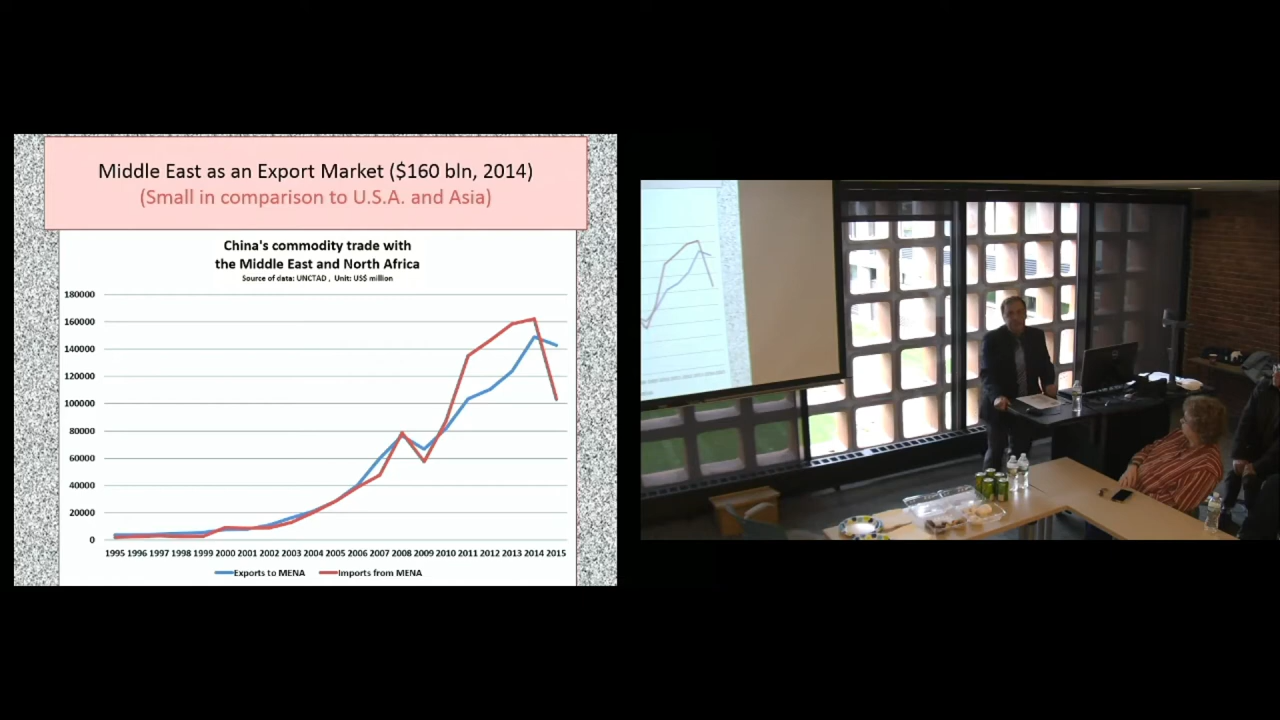 Middle East as an Export Market ($160 bln, 2014)
(Small in comparison to U.S.A. and Asia)
China's commodity trade with
the Middle East and North Africa
Source of data: UNCTAD , Unit: US$ million
180000
160000
140000
120000
100000
80000
60000
40000
20000
0
1995 1996 1997 1998 1999 2000 2001 2002 2003 2004 2005 2006 2007 2008 2009 2010 2011 2012 2013 2014 2015
Exports to MENA Imports from MENA